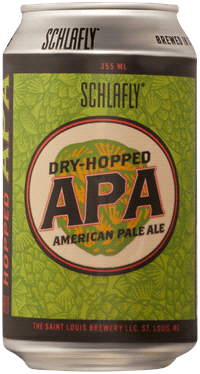 SCHLAFLY
BREWED IN
355 ML
SCHLAFLY
DRY-HOPPED
APA
AMERICAN PALE ALE
HOPPED
APA
THE SAINT LOUIS BREWERY LLC, ST. LOUIS, MO